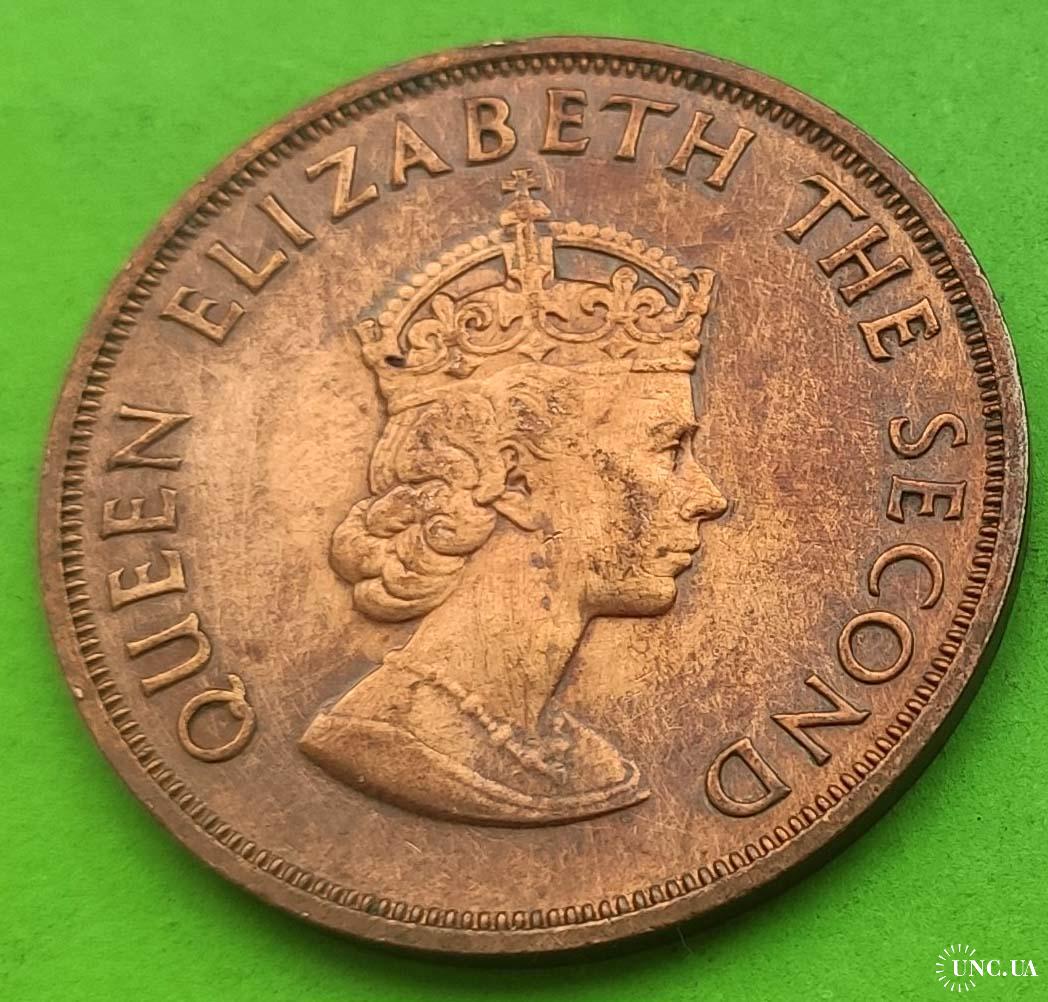 QUEEN ELIZABETH THE SECOND
UNC.UA